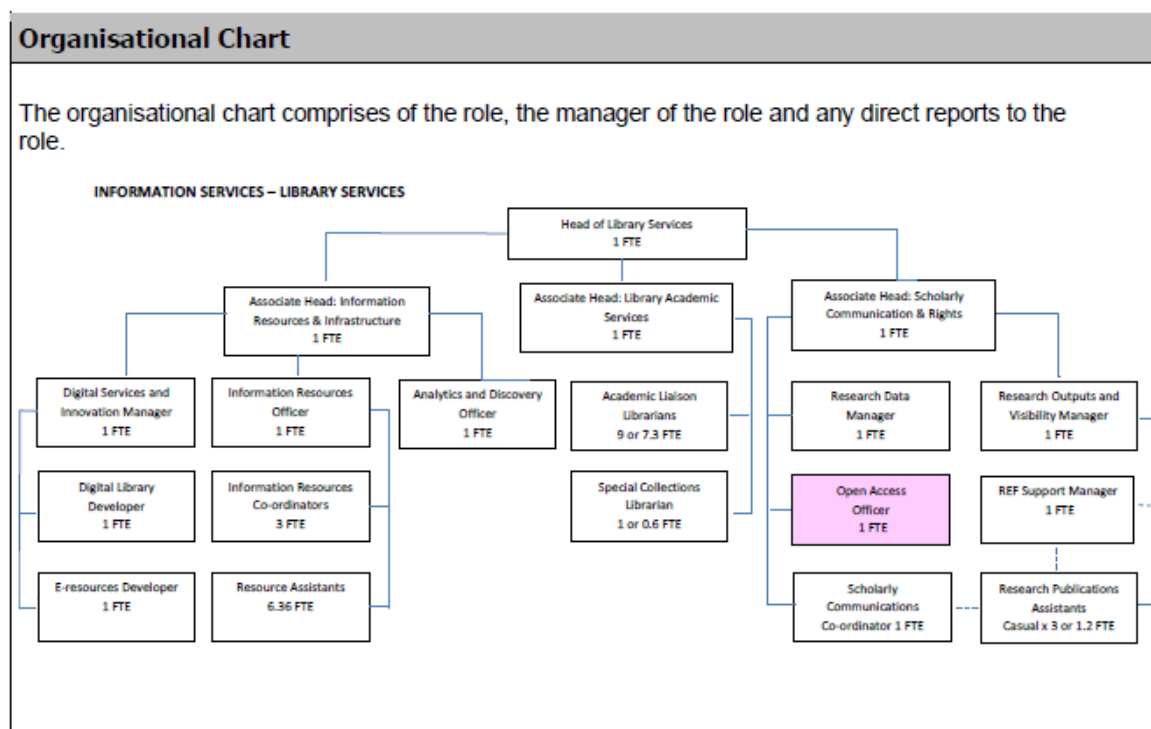 Organisational Chart
The organisational chart comprises of the role, the manager of the role and any direct reports to the
role.
INFORMATION SERVICES – LIBRARY SERVICES
Head of Library Services
1 FTE
Associate Head: Information
Resources & Infrastructure
1 FTE
Associate Head: Library Academic
Services
1 FTE
Associate Head: Scholarly
Communication & Rights
1 FTE
Digital Services and
Innovation Manager
1 FTE
Information Resources
Officer
1 FTE
Analytics and Discovery
Officer
1 FTE
Academic Liaison
Librarians
9 or 7.3 FTE
Research Data
Manager
1 FTE
Research Outputs and
Visibility Manager
1 FTE
Digital Library
Developer
1 FTE
Information Resources
Co-ordinators
3 FTE
Special Collections
Librarian
1 or 0.6 FTE
Open Access
Officer
1 FTE
REF Support Manager
1 FTE
E-resources Developer
1 FTE
Resource Assistants
6.36 FTE
Scholarly
Communications
Co-ordinator 1 FTE
Research Publications
Assistants
Casual x 3 or 1.2 FTE